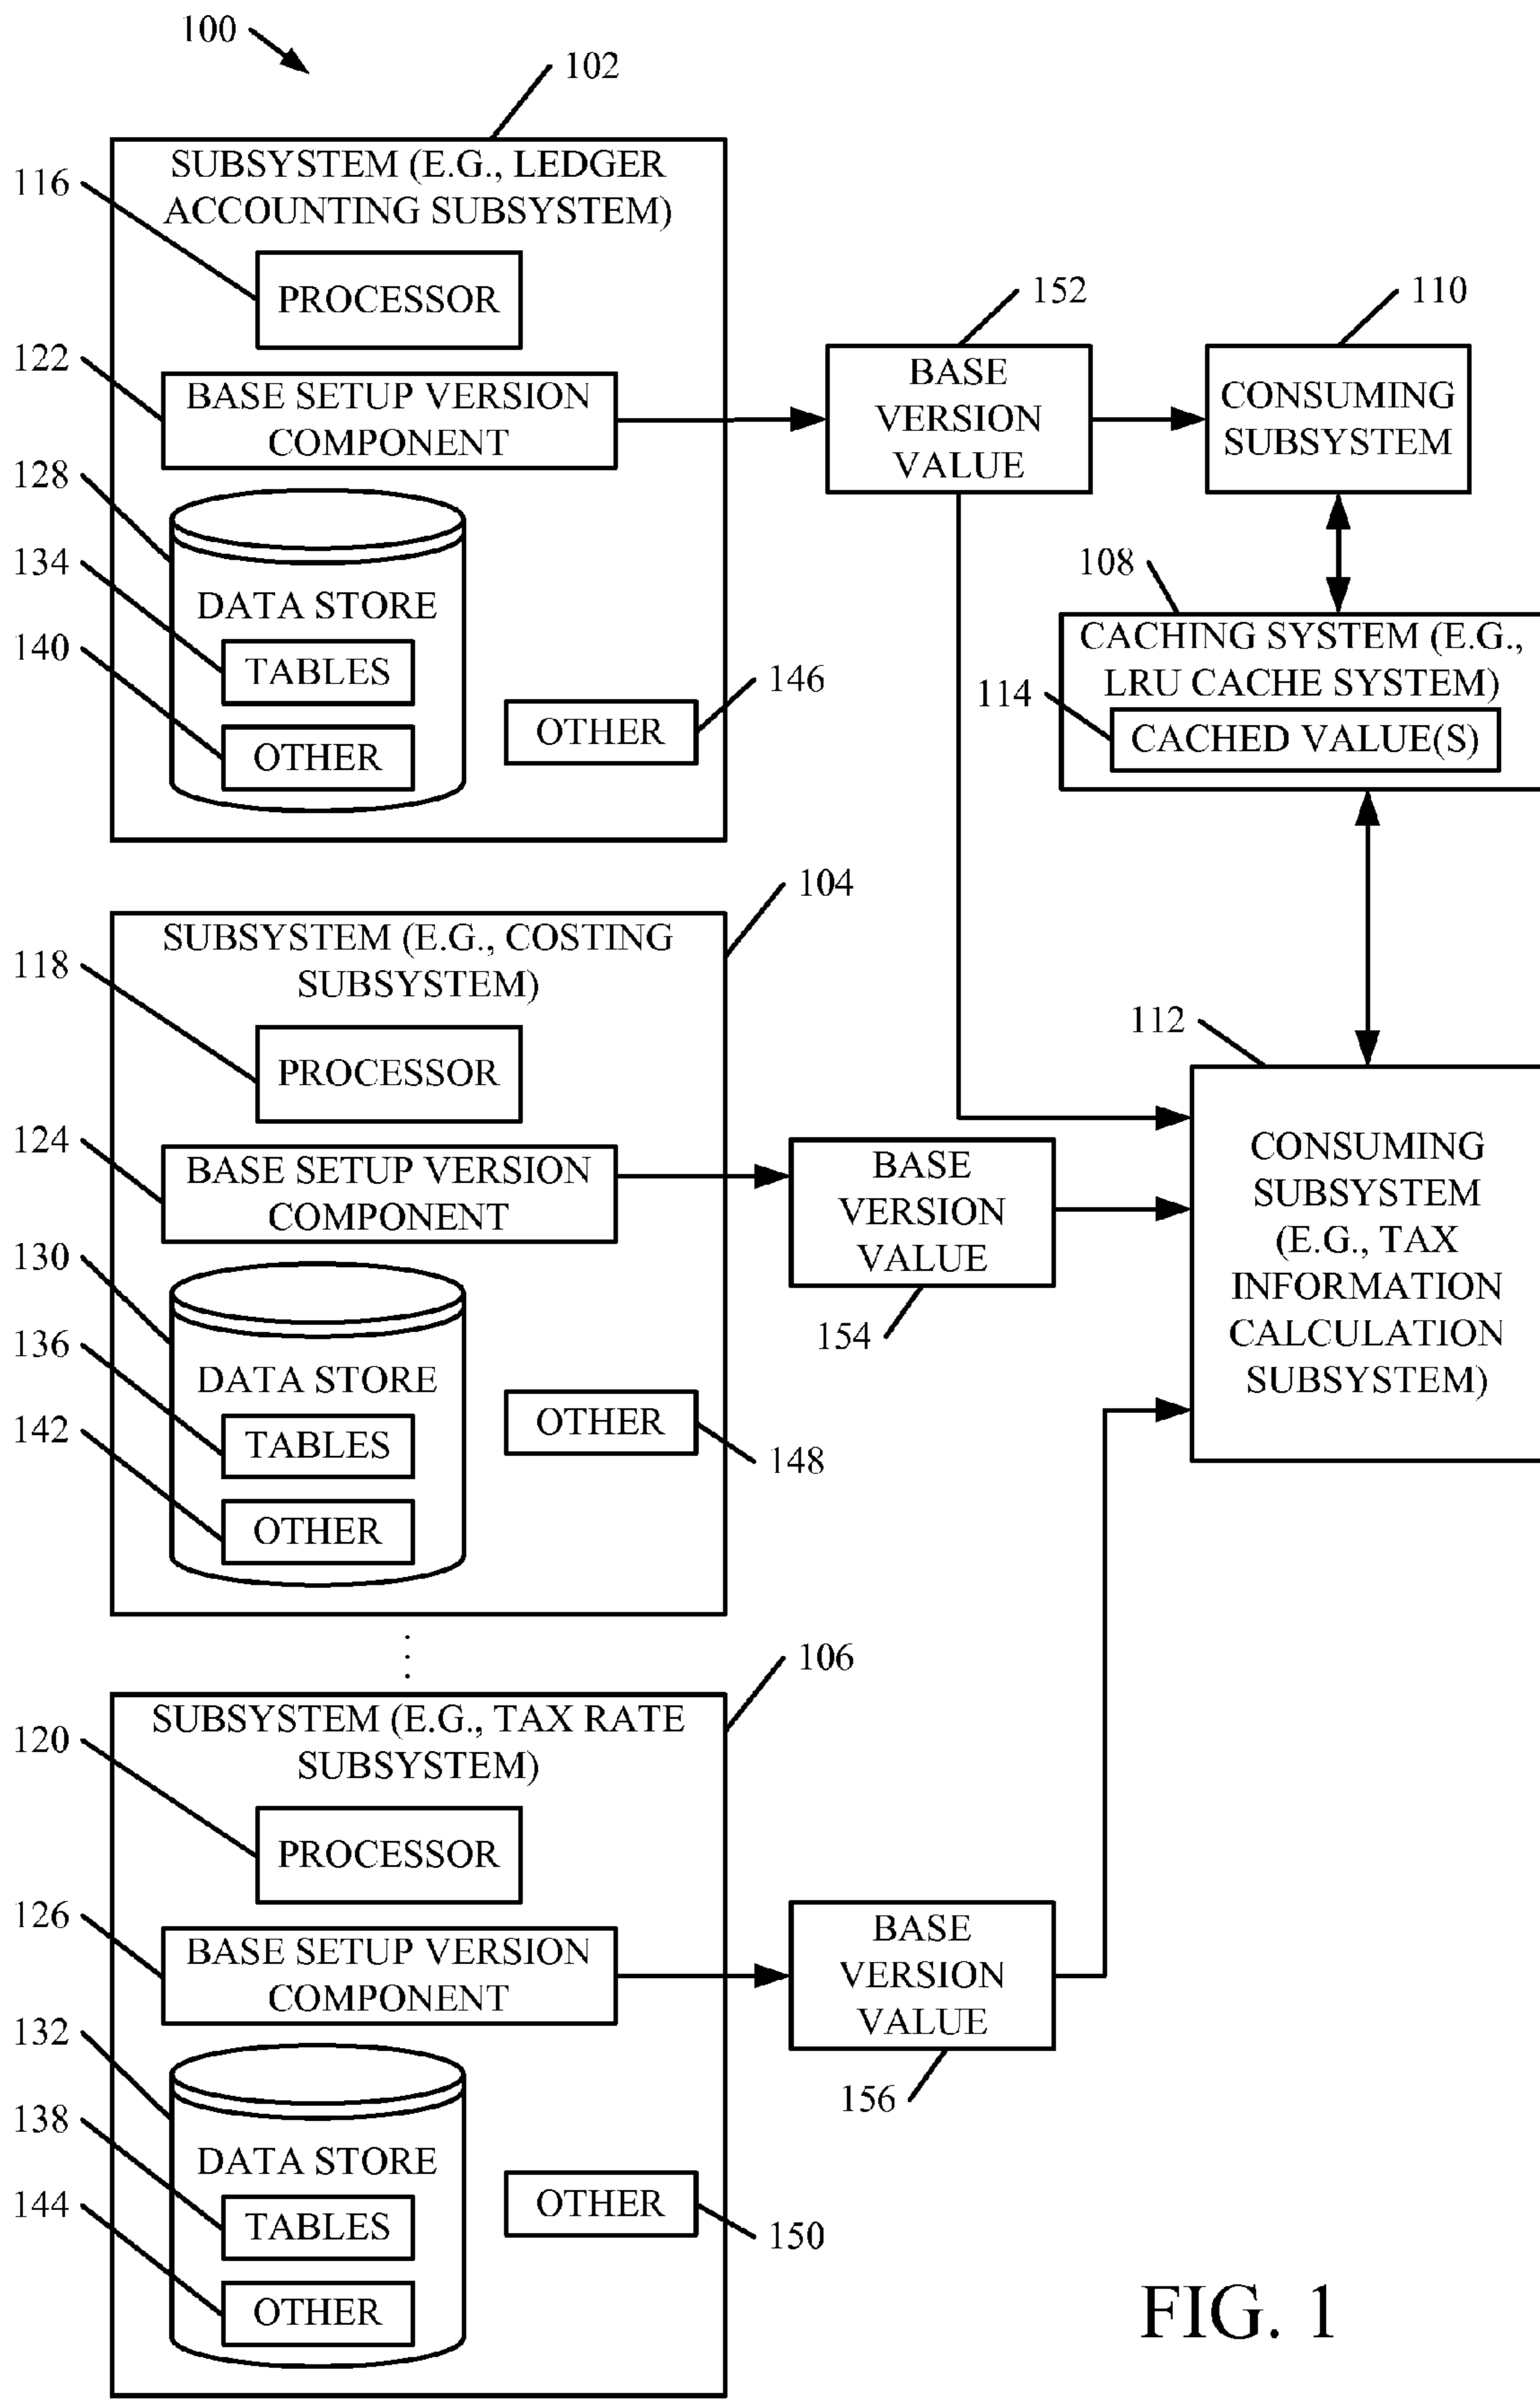 100
102
SUBSYSTEM (E.G., LEDGER
ACCOUNTING SUBSYSTEM)
116
PROCESSOR
122
BASE SETUP VERSION
COMPONENT
128
DATA STORE
134
TABLES
140
OTHER
OTHER
146
152
BASE
VERSION
VALUE
110
CONSUMING
SUBSYSTEM
108
CACHING SYSTEM (E.G.,
LRU CACHE SYSTEM)
114
CACHED VALUE(S)
104
SUBSYSTEM (E.G., COSTING
SUBSYSTEM)
118
PROCESSOR
124
BASE SETUP VERSION
COMPONENT
130
DATA STORE
136
TABLES
142
OTHER
OTHER
148
BASE
VERSION
VALUE
154
112
CONSUMING
SUBSYSTEM
(E.G., TAX
INFORMATION
CALCULATION
SUBSYSTEM)
106
SUBSYSTEM (E.G., TAX RATE
SUBSYSTEM)
120
PROCESSOR
126
BASE SETUP VERSION
COMPONENT
132
DATA STORE
138
TABLES
144
OTHER
OTHER
150
BASE
VERSION
VALUE
156
FIG. 1